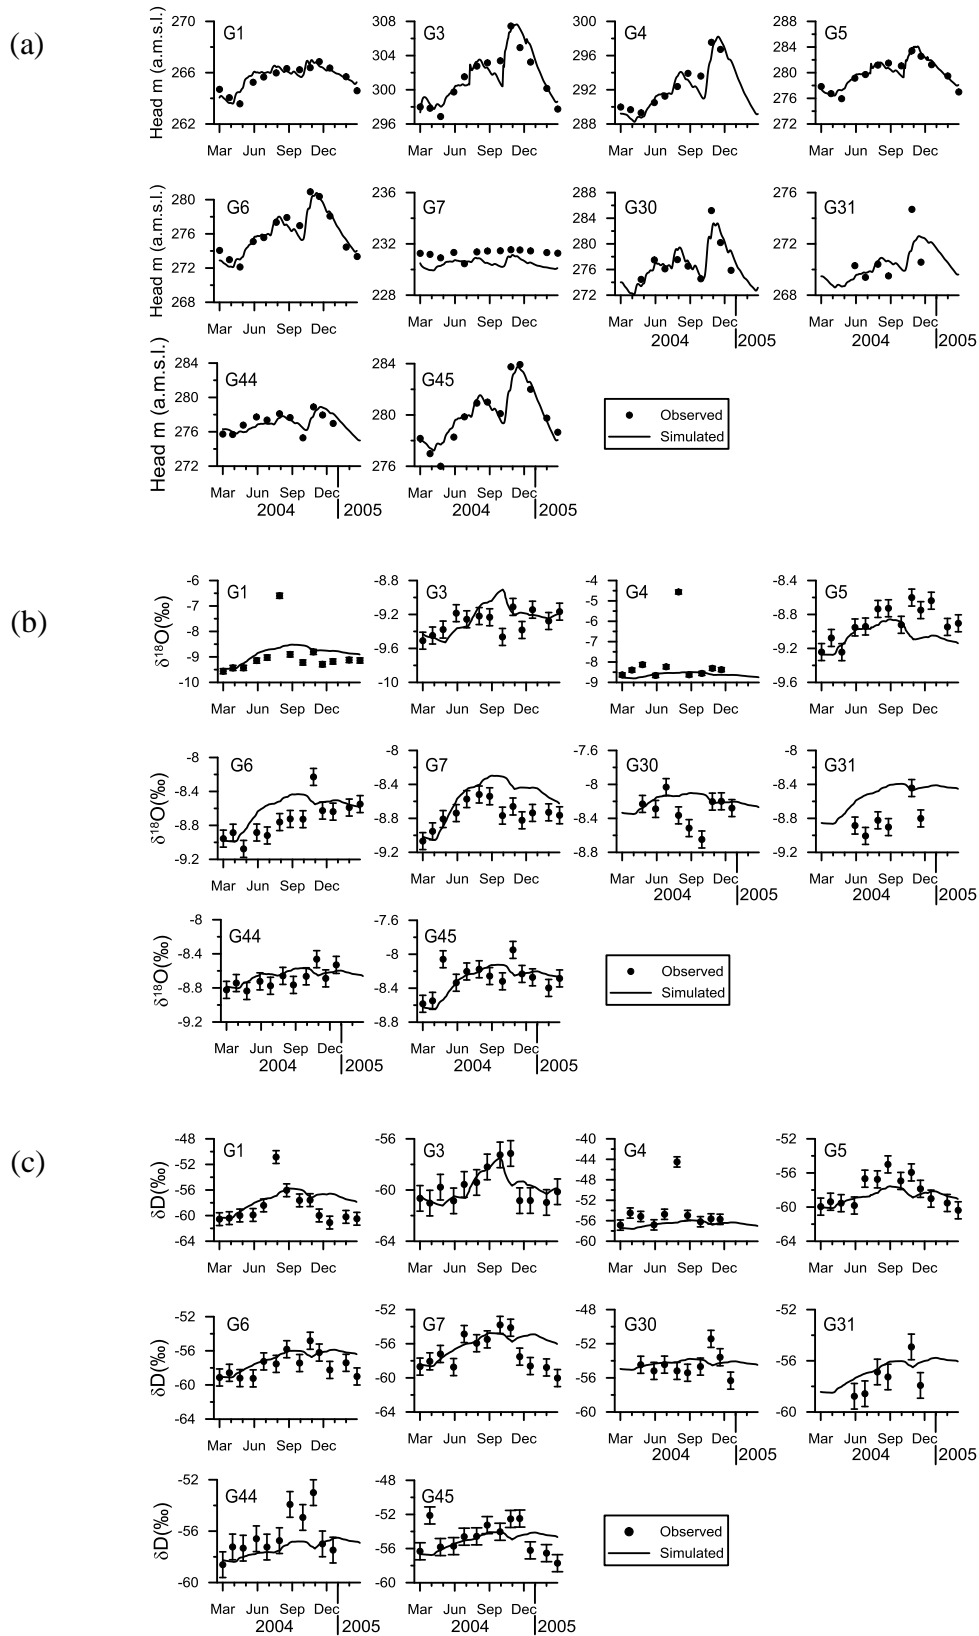 (a)
G1 G3 G4 G5
Head m (a.m.s.l.)
270 266 262
308 304 300 296
300 296 292 288
288 284 280 276 272
Mar Jun Sep Dec Mar Jun Sep Dec Mar Jun Sep Dec Mar Jun Sep Dec
G6 G7 G30 G31
Head m (a.m.s.l.)
280 276 272 268
236 232 228
288 284 280 276 272
276 272 268
Mar Jun Sep Dec Mar Jun Sep Dec Mar Jun Sep Dec Mar Jun Sep Dec
2004 2005 2004 2005
G44 G45
Head m (a.m.s.l.)
284 280 276 272
284 280 276
Observed
Simulated
Mar Jun Sep Dec Mar Jun Sep Dec
2004 2005 2004 2005
(b)
G1 G3 G4 G5
δ¹⁸O(‰)
-6 -7 -8 -9 -10
-8.8 -9.2 -9.6 -10
-4 -5 -6 -7 -8 -9
-8.4 -8.8 -9.2 -9.6
Mar Jun Sep Dec Mar Jun Sep Dec Mar Jun Sep Dec Mar Jun Sep Dec
G6 G7 G30 G31
δ¹⁸O(‰)
-8 -8.4 -8.8 -9.2
-8 -8.4 -8.8 -9.2
-7.6 -8 -8.4 -8.8
-8 -8.4 -8.8 -9.2
Mar Jun Sep Dec Mar Jun Sep Dec Mar Jun Sep Dec Mar Jun Sep Dec
2004 2005 2004 2005
G44 G45
δ¹⁸O(‰)
-8 -8.4 -8.8 -9.2
-7.6 -8 -8.4 -8.8
Observed
Simulated
Mar Jun Sep Dec Mar Jun Sep Dec
2004 2005 2004 2005
(c)
G1 G3 G4 G5
δD(‰)
-48 -52 -56 -60 -64
-56 -60 -64
-40 -44 -48 -52 -56 -60
-52 -56 -60 -64
Mar Jun Sep Dec Mar Jun Sep Dec Mar Jun Sep Dec Mar Jun Sep Dec
G6 G7 G30 G31
δD(‰)
-52 -56 -60 -64
-52 -56 -60 -64
-48 -52 -56 -60
-52 -56 -60
Mar Jun Sep Dec Mar Jun Sep Dec Mar Jun Sep Dec Mar Jun Sep Dec
2004 2005 2004 2005
G44 G45
δD(‰)
-52 -56 -60
-48 -52 -56 -60
Observed
Simulated
Mar Jun Sep Dec Mar Jun Sep Dec
2004 2005 2004 2005